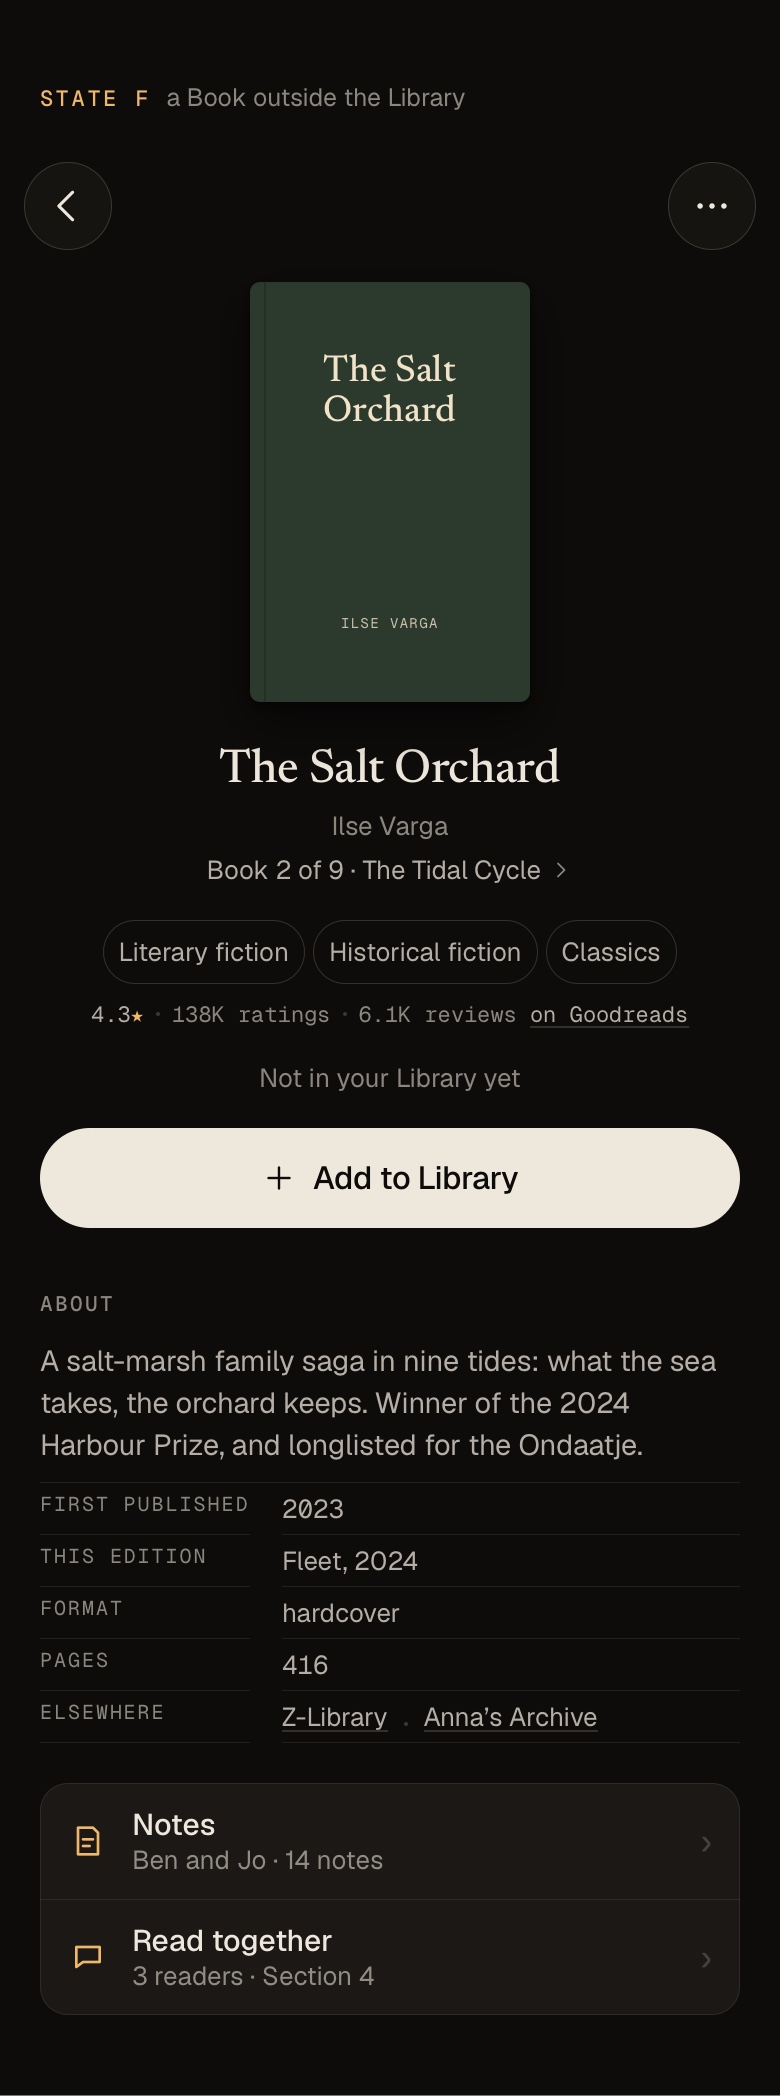 STATE F a Book outside the Library
The Salt
Orchard
ILSE VARGA
The Salt Orchard
Ilse Varga
Book 2 of 9 · The Tidal Cycle
Literary fiction Historical fiction Classics
4.3★ · 138K ratings · 6.1K reviews on Goodreads
Not in your Library yet
Add to Library
ABOUT
A salt-marsh family saga in nine tides: what the sea
takes, the orchard keeps. Winner of the 2024
Harbour Prize, and longlisted for the Ondaatje.
FIRST PUBLISHED 2023
THIS EDITION Fleet, 2024
FORMAT hardcover
PAGES 416
ELSEWHERE Z-Library . Anna’s Archive
Notes
Ben and Jo · 14 notes
Read together
3 readers · Section 4